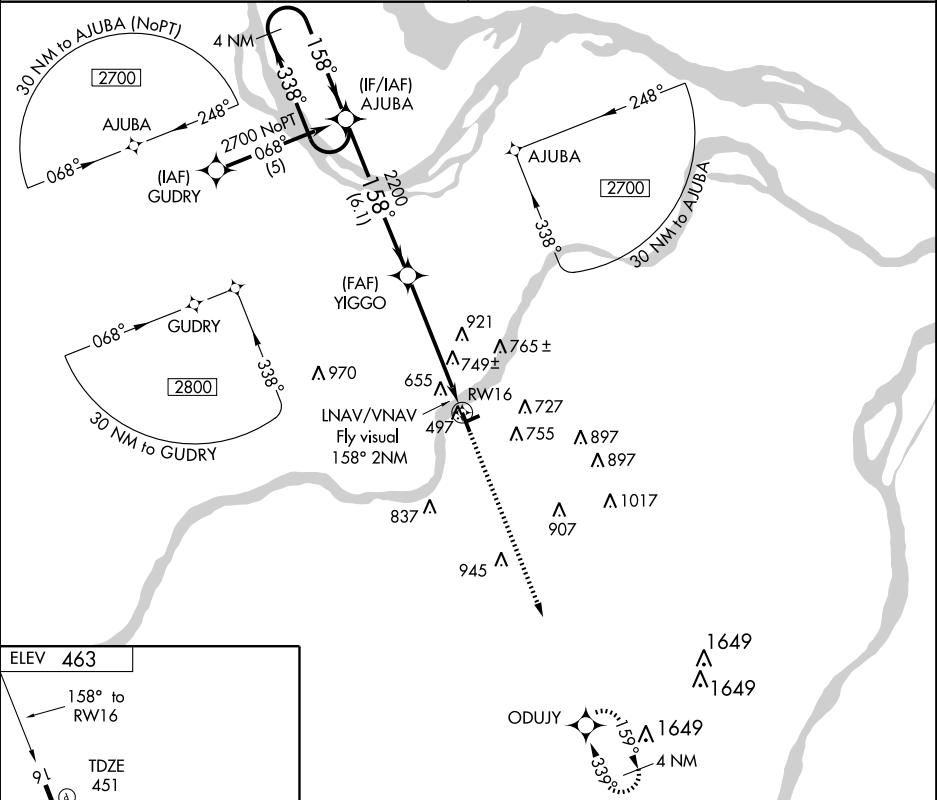 30 NM to AJUBA (NoPT)
2700
AJUBA
248°
068°
4 NM
158°
338°
(IF/IAF)
AJUBA
2700 NoPT
068°
(5)
(IAF)
GUDRY
2200
158°
(6.1)
248°
AJUBA
2700
338°
30 NM to AJUBA
(FAF)
YIGGO
068°
GUDRY
2800
338°
30 NM to GUDRY
921
765±
749±
970
655
RW16
LNAV/VNAV
Fly visual
158° 2NM
497
727
755
897
897
1017
907
837
945
1649
1649
1649
ODUJY
159°
339°
4 NM
ELEV 463
158° to
RW16
16
TDZE
451
P